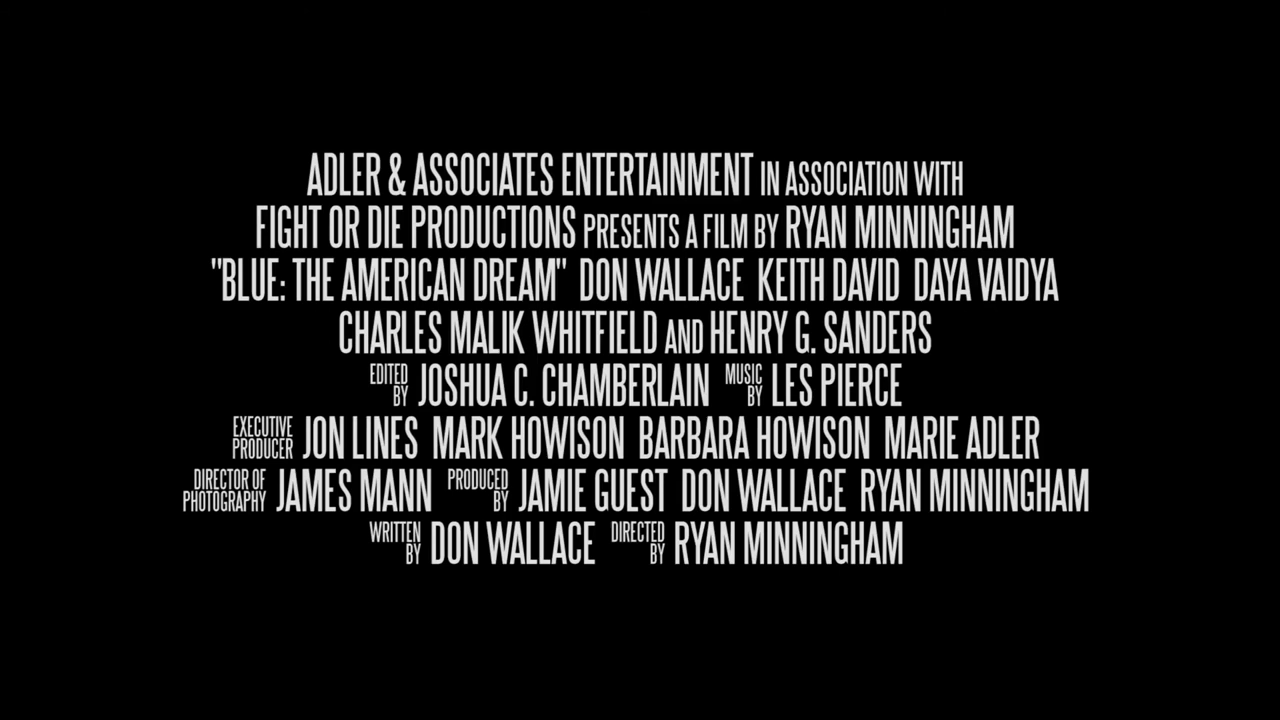 ADLER & ASSOCIATES ENTERTAINMENT IN ASSOCIATION WITH
FIGHT OR DIE PRODUCTIONS PRESENTS A FILM BY RYAN MINNINGHAM
"BLUE: THE AMERICAN DREAM" DON WALLACE KEITH DAVID DAYA VAIDYA
CHARLES MALIK WHITFIELD AND HENRY G. SANDERS
EDITED BY JOSHUA C. CHAMBERLAIN MUSIC BY LES PIERCE
EXECUTIVE PRODUCER JON LINES MARK HOWISON BARBARA HOWISON MARIE ADLER
DIRECTOR OF PHOTOGRAPHY JAMES MANN PRODUCED BY JAMIE GUEST DON WALLACE RYAN MINNINGHAM
WRITTEN BY DON WALLACE DIRECTED BY RYAN MINNINGHAM